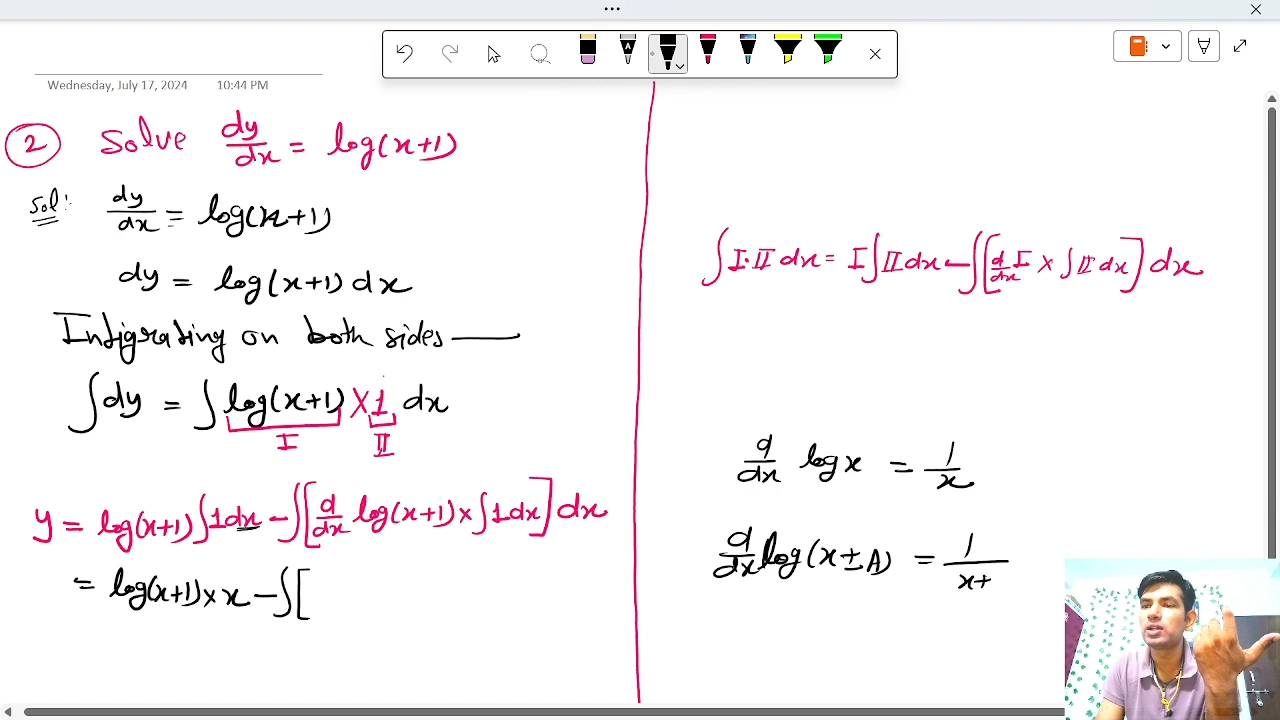 Wednesday, July 17, 2024 10:44 PM
② Solve dy/dx = log(x+1)
Sol: dy/dx = log(x+1)
dy = log(x+1) dx
Intigrating on both sides —
∫dy = ∫log(x+1) × 1 dx
I II
y = log(x+1)∫1dx - ∫[d/dx log(x+1) × ∫1dx] dx
= log(x+1) × x - ∫[
∫I·II dx = I∫II dx - ∫[d/dx I × ∫II dx] dx
d/dx log x = 1/x
d/dx log(x±A) = 1/x+
A